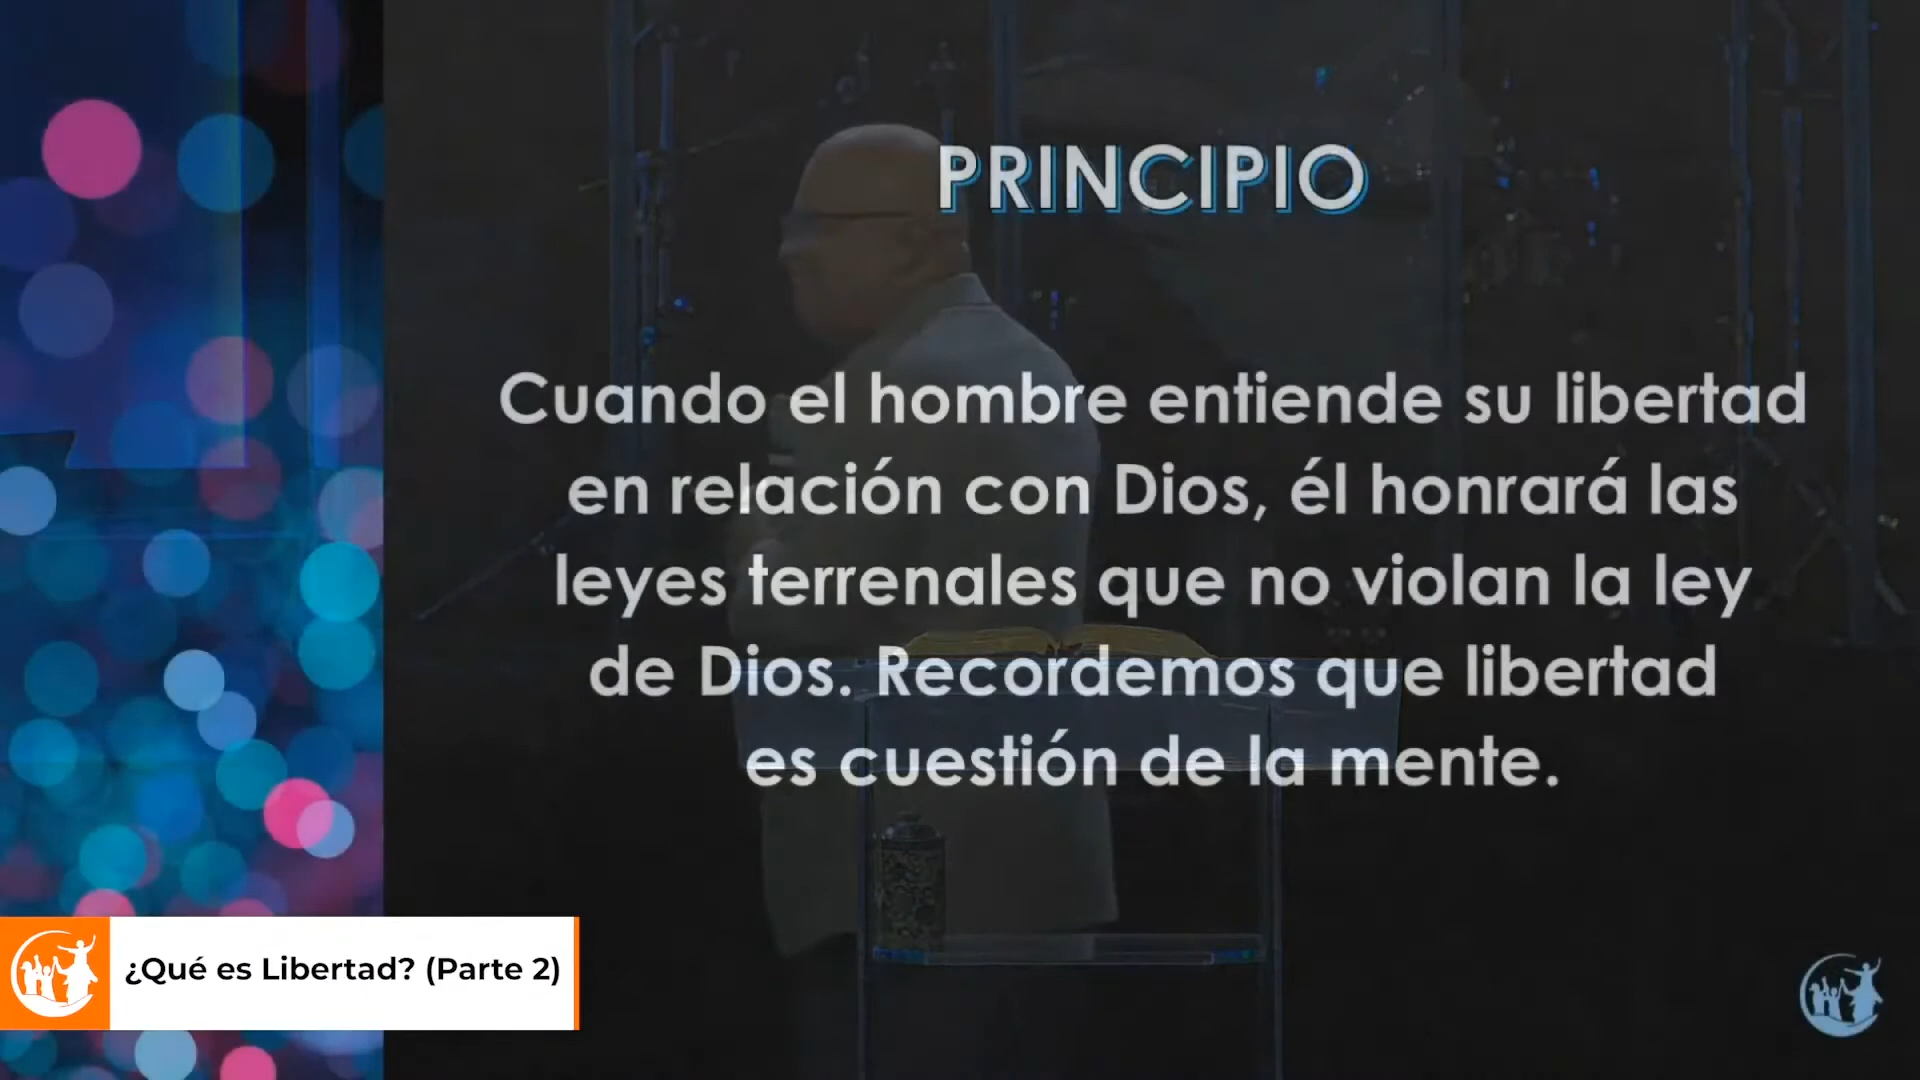 PRINCIPIO
Cuando el hombre entiende su libertad
en relación con Dios, él honrará las
leyes terrenales que no violan la ley
de Dios. Recordemos que libertad
es cuestión de la mente.
¿Qué es Libertad? (Parte 2)